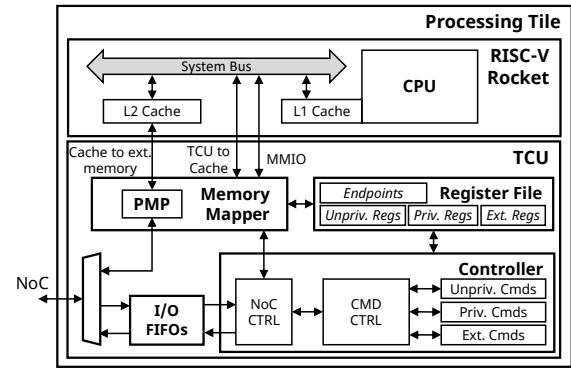 Processing Tile
System Bus
RISC-V
Rocket
CPU
L2 Cache
L1 Cache
Cache to ext.
memory
TCU to
Cache
MMIO
TCU
PMP
Memory
Mapper
Endpoints
Register File
Unpriv. Regs
Priv. Regs
Ext. Regs
NoC
I/O
FIFOs
Controller
NoC
CTRL
CMD
CTRL
Unpriv. Cmds
Priv. Cmds
Ext. Cmds